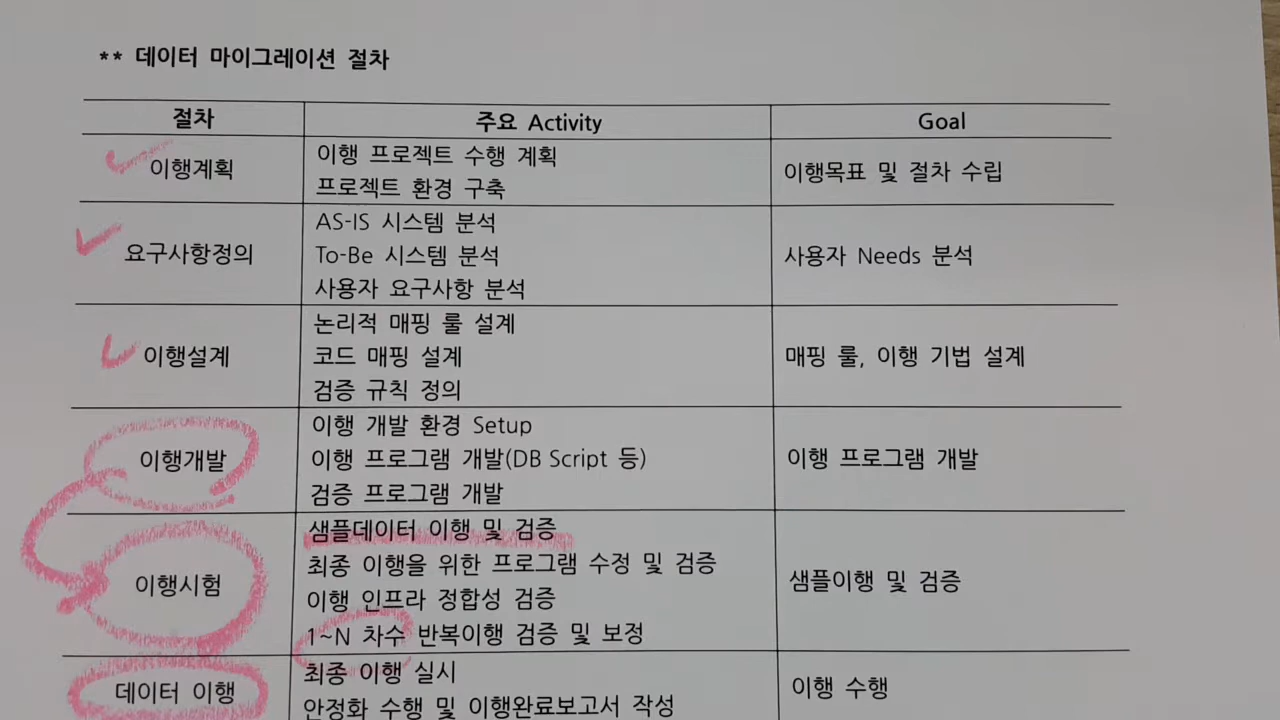 ** 데이터 마이그레이션 절차
절차 주요 Activity Goal
이행계획
이행 프로젝트 수행 계획
프로젝트 환경 구축
이행목표 및 절차 수립
요구사항정의
AS-IS 시스템 분석
To-Be 시스템 분석
사용자 요구사항 분석
사용자 Needs 분석
이행설계
논리적 매핑 룰 설계
코드 매핑 설계
검증 규칙 정의
매핑 룰, 이행 기법 설계
이행개발
이행 개발 환경 Setup
이행 프로그램 개발(DB Script 등)
검증 프로그램 개발
이행 프로그램 개발
이행시험
샘플데이터 이행 및 검증
최종 이행을 위한 프로그램 수정 및 검증
이행 인프라 정합성 검증
1~N 차수 반복이행 검증 및 보정
샘플이행 및 검증
데이터 이행
최종 이행 실시
안정화 수행 및 이행완료보고서 작성
이행 수행